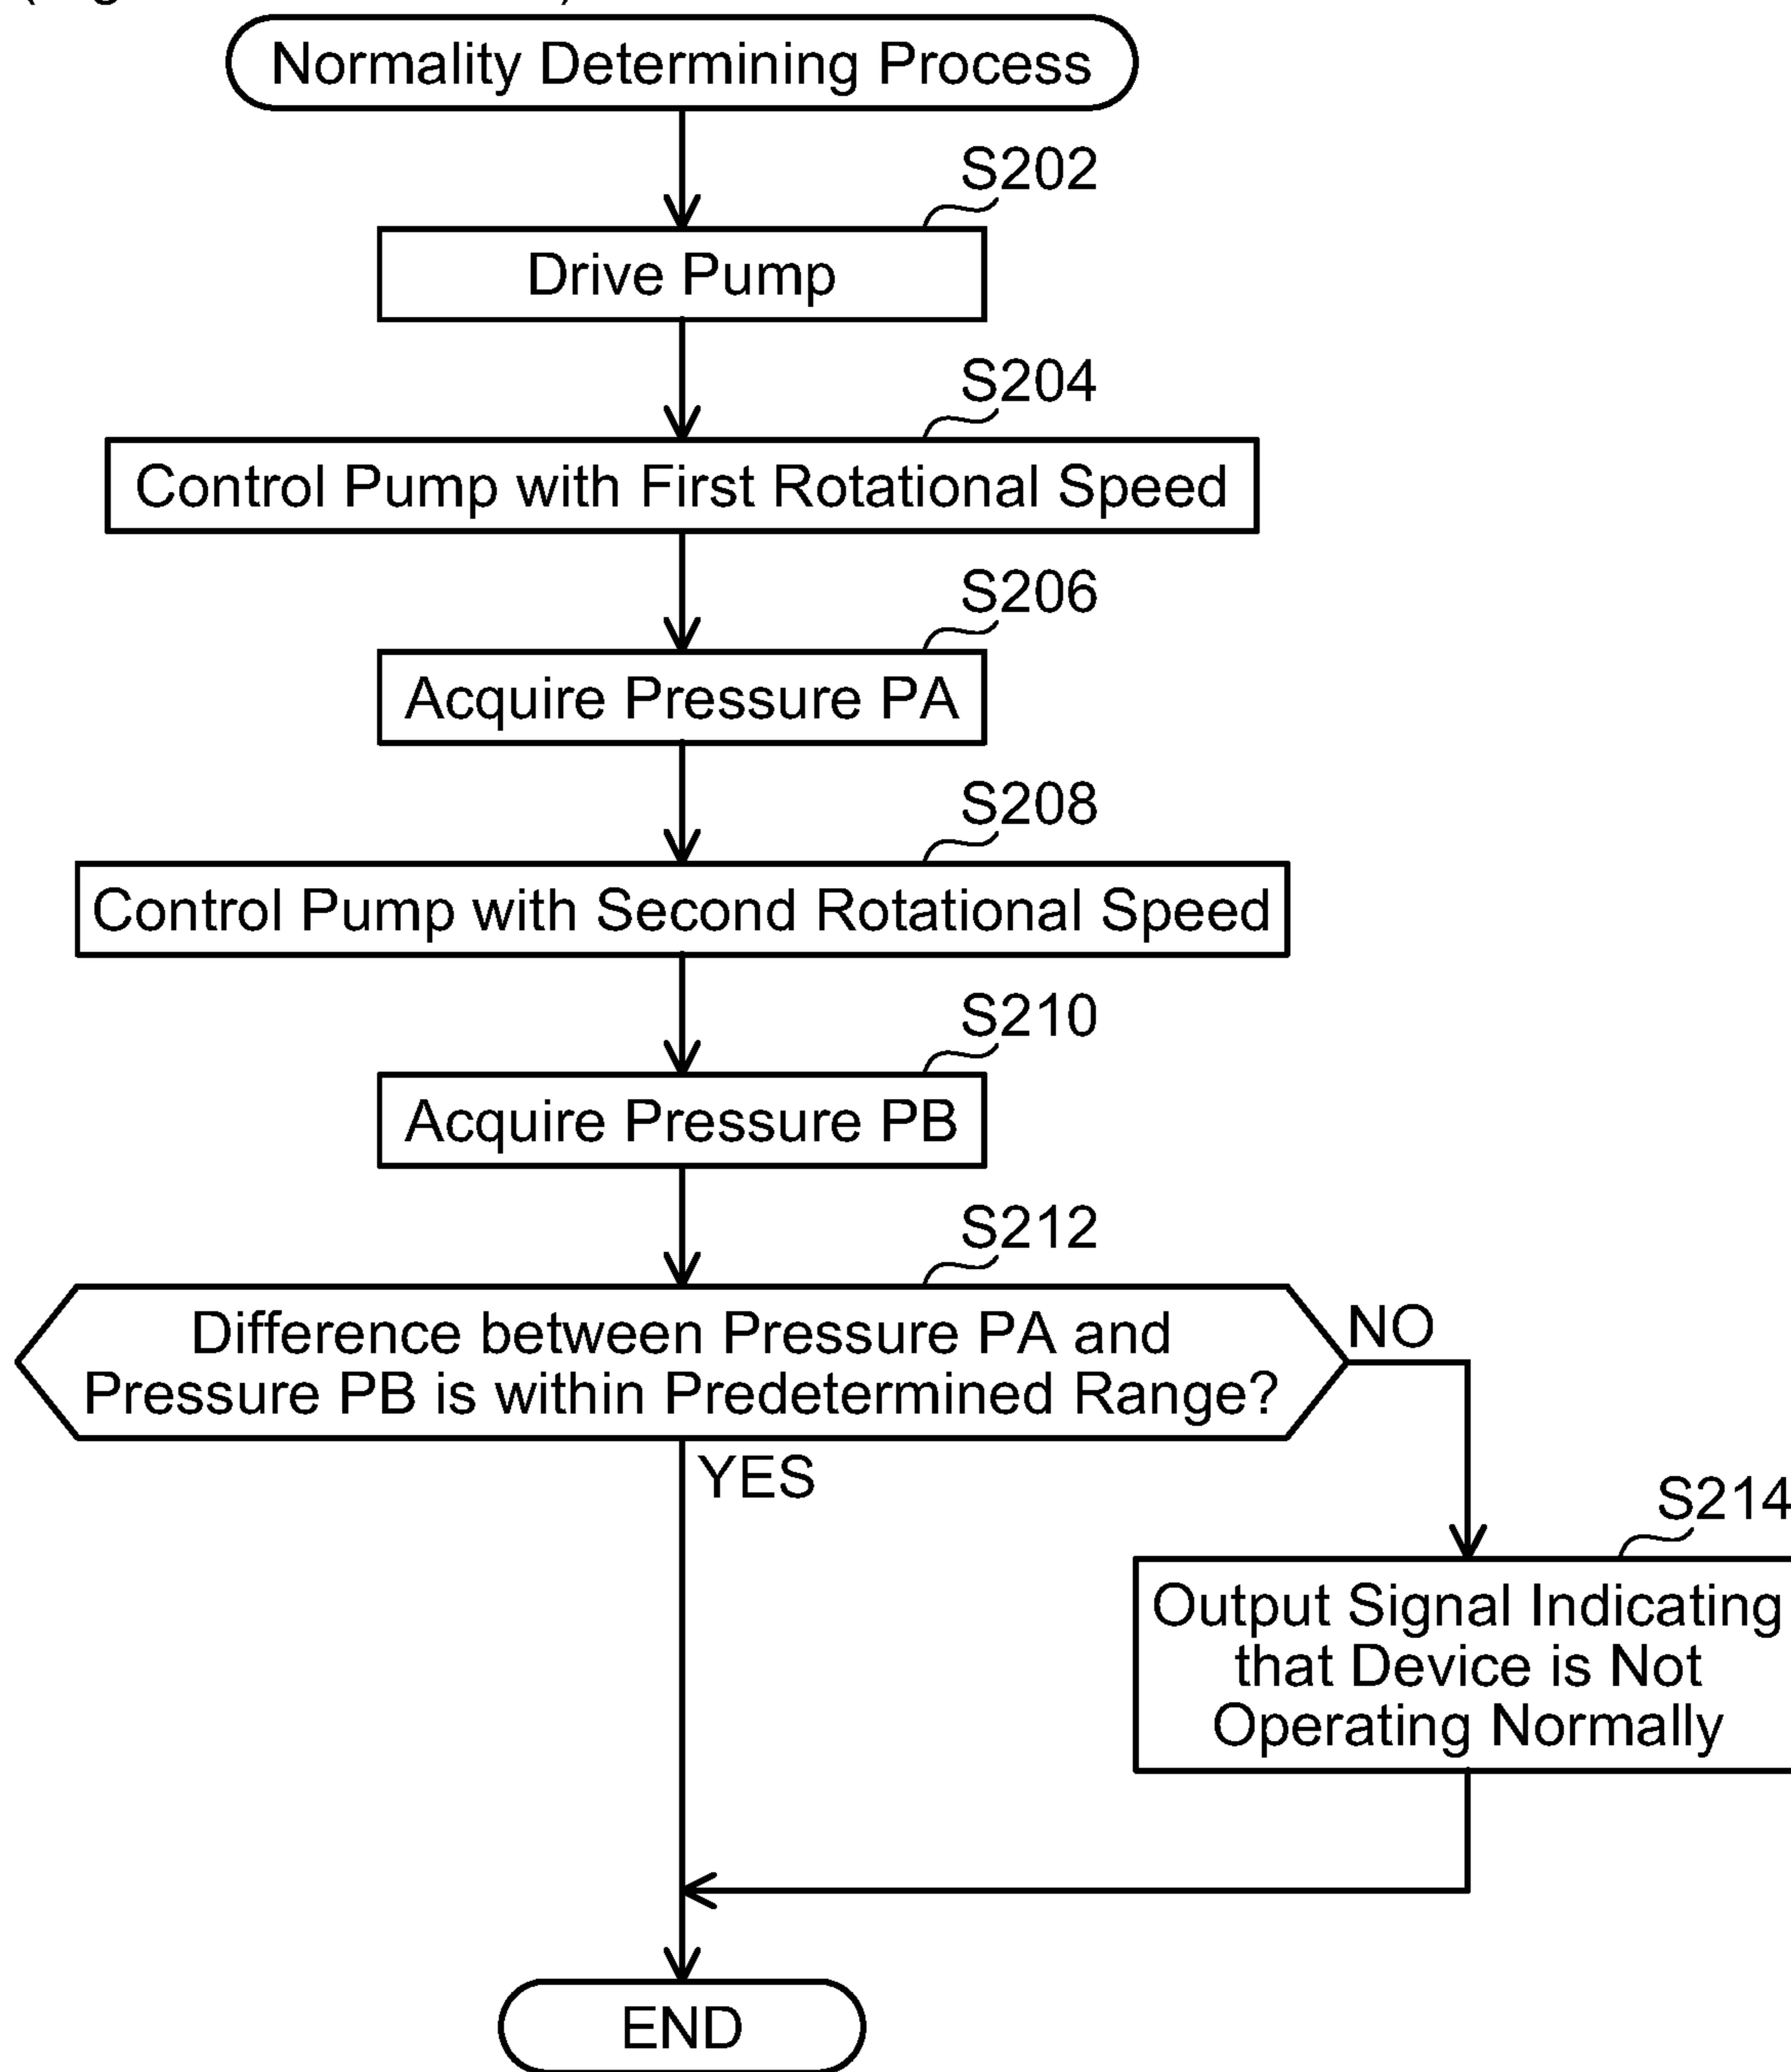 Normality Determining Process
S202
Drive Pump
S204
Control Pump with First Rotational Speed
S206
Acquire Pressure PA
S208
Control Pump with Second Rotational Speed
S210
Acquire Pressure PB
S212
Difference between Pressure PA and
Pressure PB is within Predetermined Range?
NO
YES
S214
Output Signal Indicating
that Device is Not
Operating Normally
END